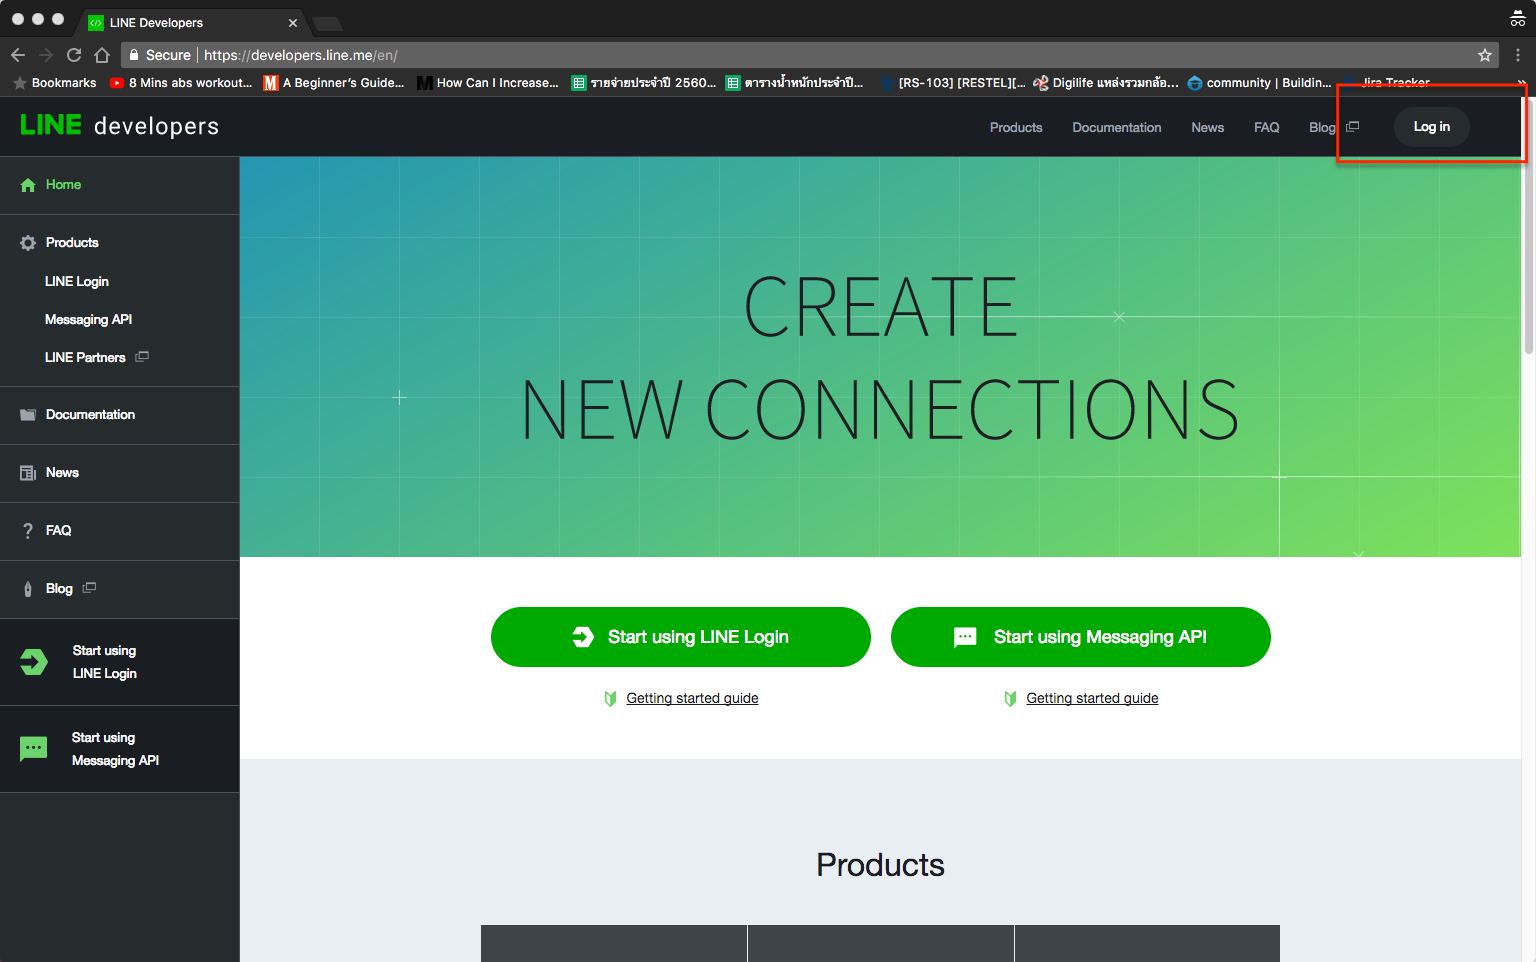 LINE Developers
Secure https://developers.line.me/en/
Bookmarks 8 Mins abs workout... A Beginner's Guide... How Can I Increase... รายจ่ายประจำปี 2560... ตารางน้ำหนักประจำปี... [RS-103] [RESTEL][... Digilife แหล่งรวมกล้อ... community | Buildin... Jira Tracker »
LINE developers Products Documentation News FAQ Blog Log in
Home
Products
LINE Login
Messaging API
LINE Partners
Documentation
News
FAQ
Blog
Start using
LINE Login
Start using
Messaging API
CREATE
NEW CONNECTIONS
Start using LINE Login Start using Messaging API
Getting started guide Getting started guide
Products